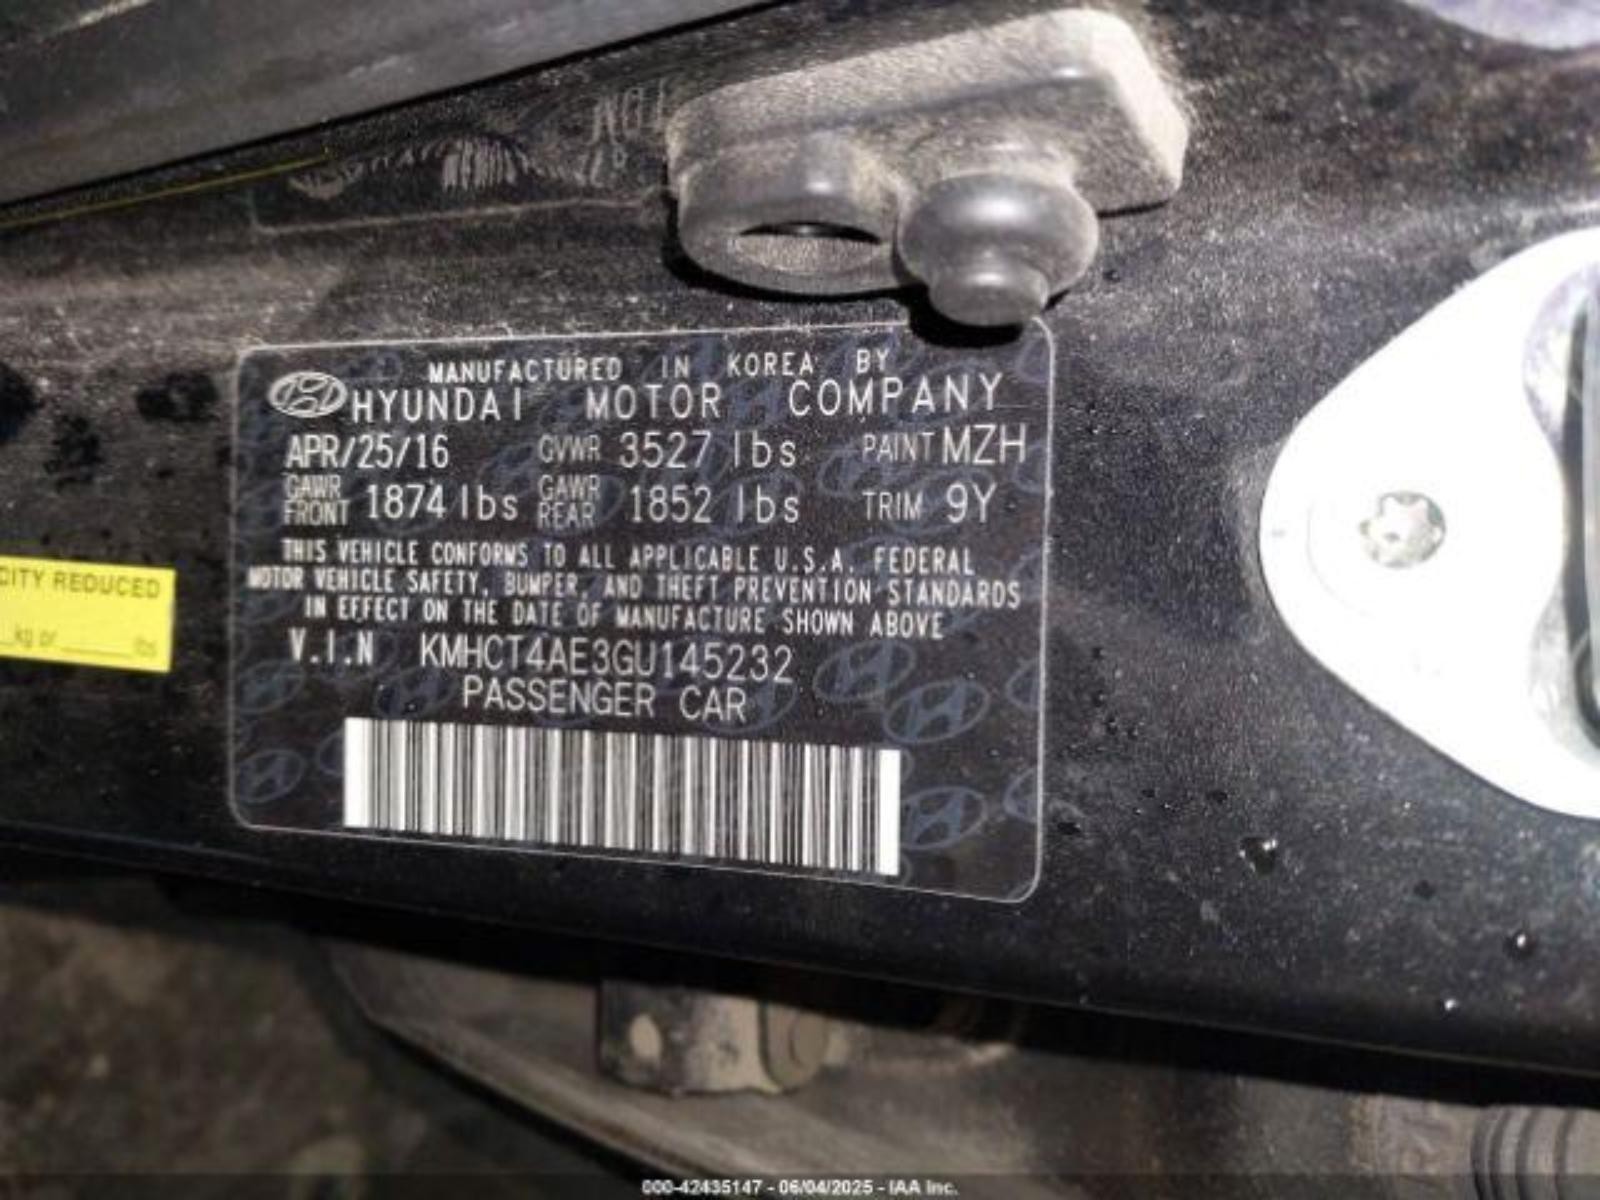 MANUFACTURED IN KOREA BY
HYUNDAI MOTOR COMPANY
APR/25/16 GVWR 3527 lbs PAINT MZH
GAWR FRONT 1874 lbs GAWR REAR 1852 lbs TRIM 9Y
THIS VEHICLE CONFORMS TO ALL APPLICABLE U.S.A. FEDERAL
MOTOR VEHICLE SAFETY, BUMPER, AND THEFT PREVENTION STANDARDS
IN EFFECT ON THE DATE OF MANUFACTURE SHOWN ABOVE
V.I.N KMHCT4AE3GU145232
PASSENGER CAR
CITY REDUCED
kg or ______ lbs
000-42435147 - 06/04/2025 - IAA Inc.